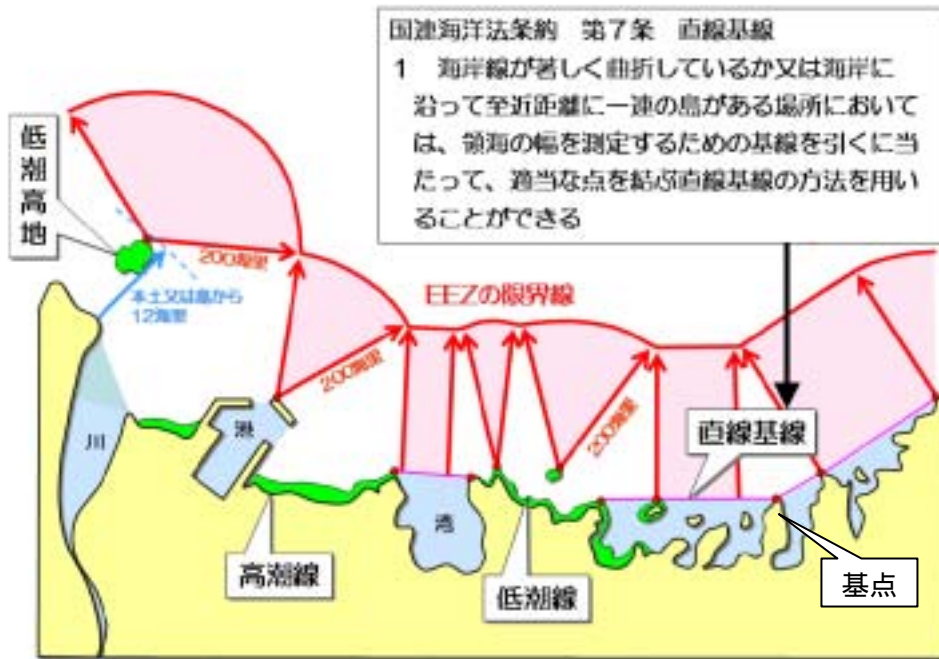 国連海洋法条約 第7条 直線基線
1 海岸線が著しく曲折しているか又は海岸に
沿って至近距離に一連の島がある場所において
は、領海の幅を測定するための基線を引くに当
たって、適当な点を結ぶ直線基線の方法を用い
ることができる
低潮高地
200海里
本土又は島から
12海里
EEZの限界線
200海里
200海里
直線基線
川
港
湾
高潮線
低潮線
基点